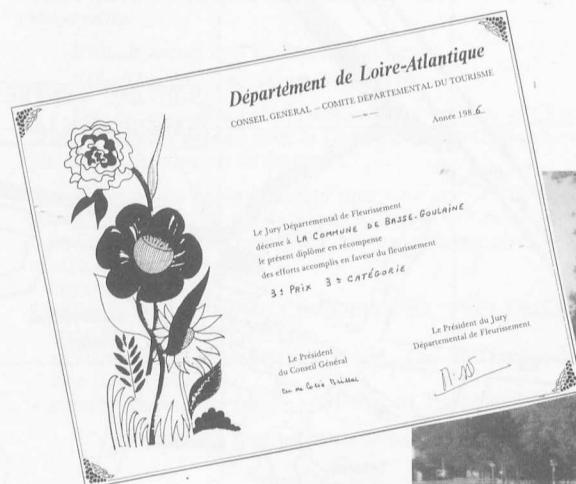 Département de Loire-Atlantique
CONSEIL GENERAL – COMITE DEPARTEMENTAL DU TOURISME
Année 1986
Le Jury Départemental de Fleurissement
décerne à LA COMMUNE DE BASSE-GOULAINE
le présent diplôme en récompense
des efforts accomplis en faveur du fleurissement
3e PRIX 3e CATÉGORIE
Le Président
du Conseil Général
Le Président du Jury
Départemental de Fleurissement